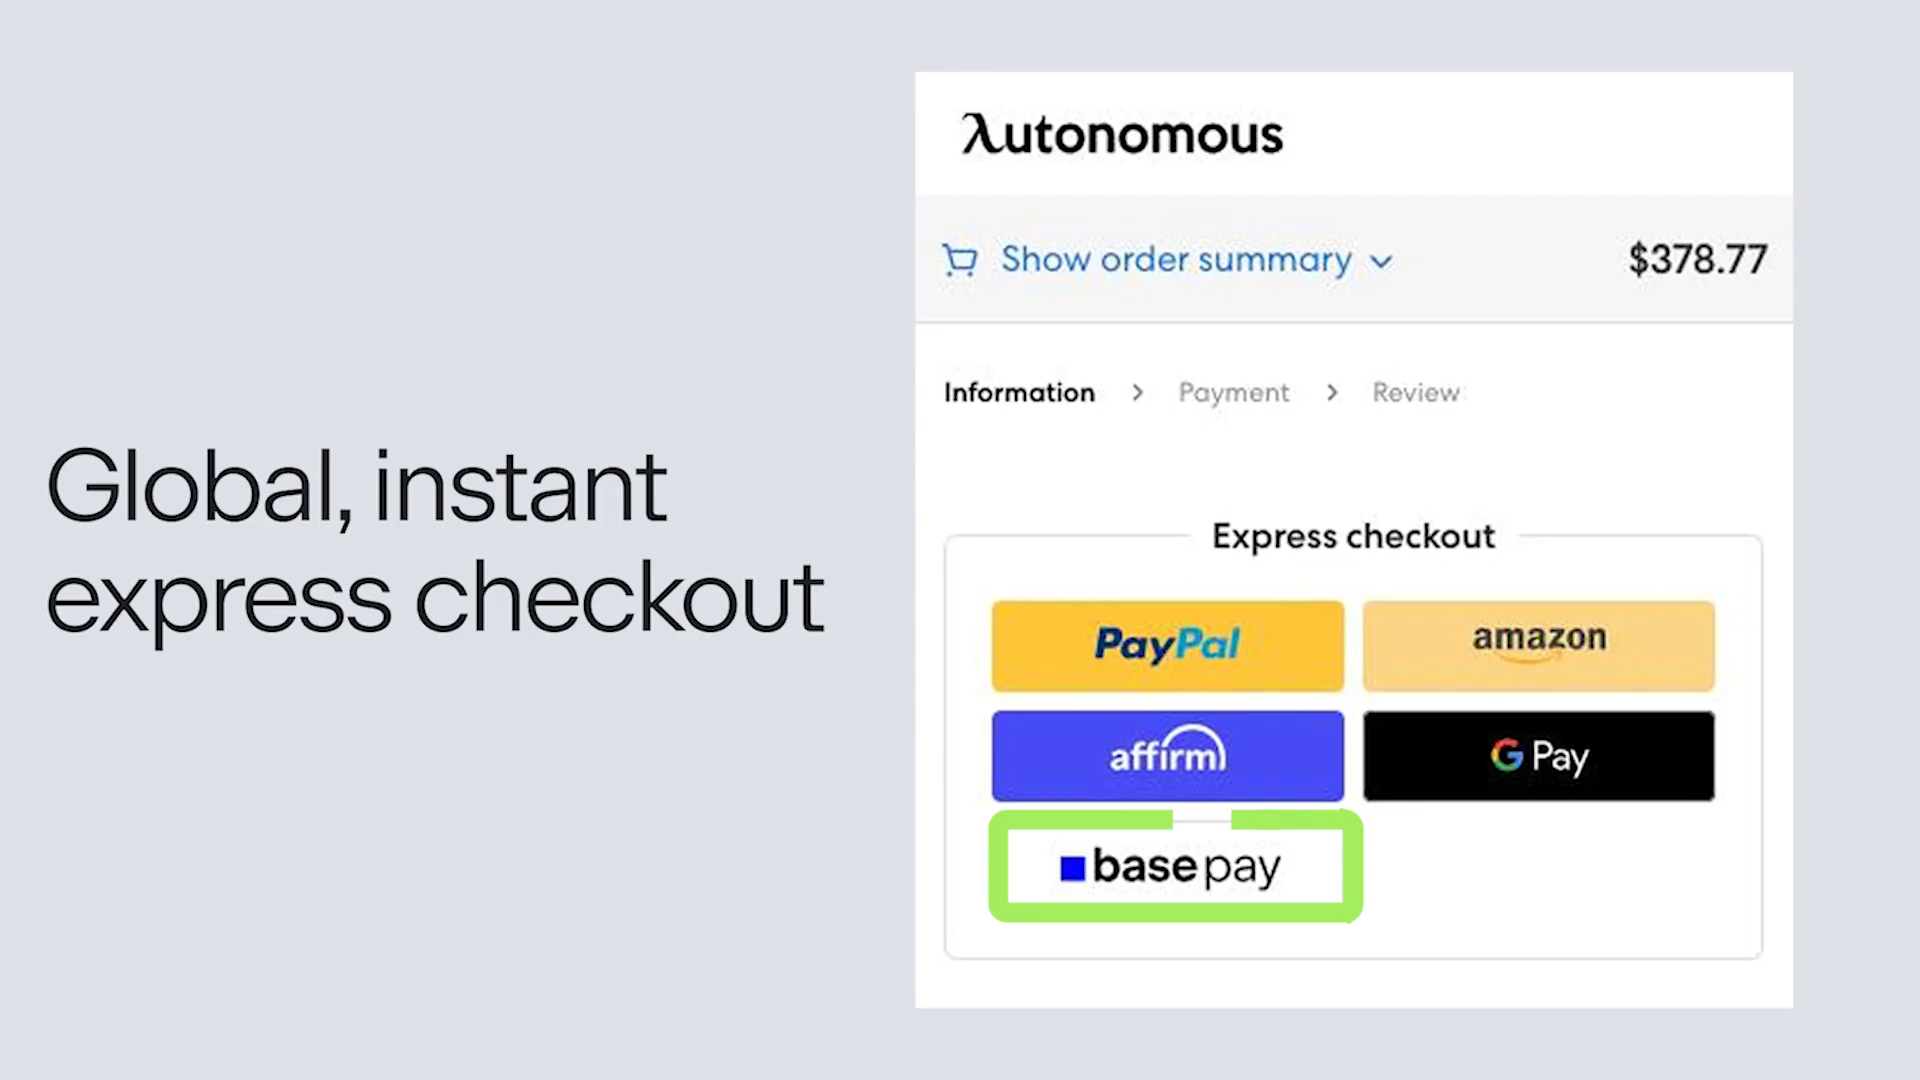 Global, instant
express checkout
Autonomous
Show order summary
$378.77
Information > Payment > Review
Express checkout
PayPal
amazon
affirm
G Pay
base pay